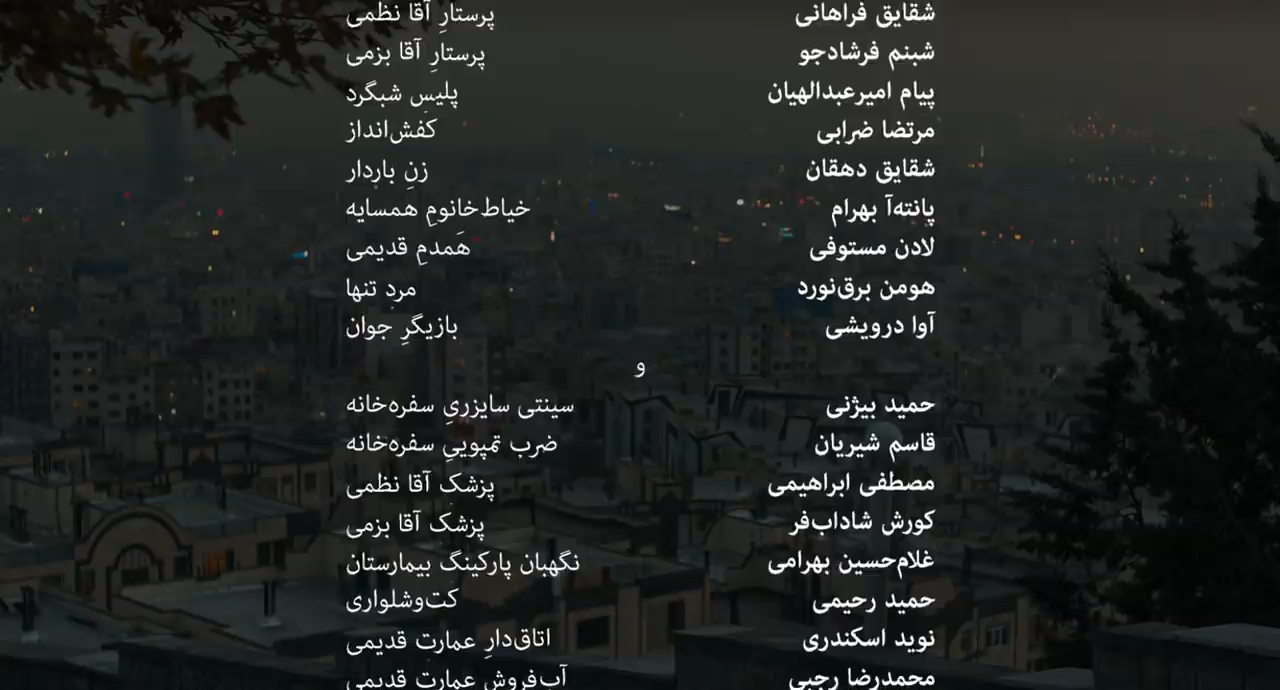 شقایق فراهانی پرستارِ آقا نظمی
شبنم فرشادجو پرستارِ آقا بزمی
پیام امیرعبدالهیان پلیسِ شبگرد
مرتضا ضرابی کَفش‌انداز
شقایق دهقان زنِ باردار
پانته‌آ بهرام خیاط‌خانومِ همسایه
لادن مستوفی هَمدمِ قدیمی
هومن برق‌نورد مردِ تنها
آوا درویشی بازیگرِ جوان
و
حمید بیژنی سینتی سایزریِ سفره‌خانه
قاسم شیریان ضرب تمپوییِ سفره‌خانه
مصطفی ابراهیمی پزشک آقا نظمی
کورش شاداب‌فر پزشَک آقا بزمی
غلام‌حسین بهرامی نگهبان پارکینگ بیمارستان
حمید رحیمی کت‌وشلواری
نوید اسکندری اتاق‌دارِ عمارت قدیمی
محمدرضا رجبی آب‌فروش عمارت قدیمی